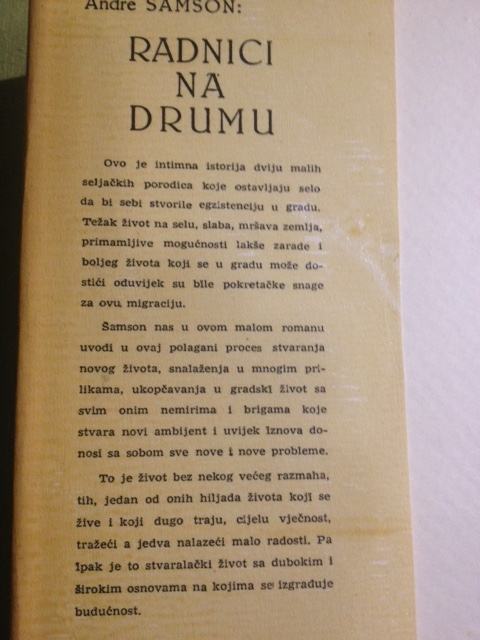 Andre SAMSON:
RADNICI
NA
DRUMU
Ovo je intimna istorija dviju malih
seljačkih porodica koje ostavljaju selo
da bi sebi stvorile egzistenciju u gradu.
Težak život na selu, slaba, mršava zemlja,
primamljive mogućnosti lakše zarade i
boljeg života koji se u gradu može do-
stići oduvijek su bile pokretačke snage
za ovu migraciju.
Samson nas u ovom malom romanu
uvodi u ovaj polagani proces stvaranja
novog života, snalaženja u mnogim pri-
likama, ukopčavanja u gradski život sa
svim onim nemirima i brigama koje
stvara novi ambijent i uvijek iznova do-
nosi sa sobom sve nove i nove probleme.
To je život bez nekog većeg razmaha,
tih, jedan od onih hiljada života koji se
žive i koji dugo traju, cijelu vječnost,
tražeći a jedva nalazeći malo radosti. Pa
ipak je to stvaralački život sa dubokim i
širokim osnovama na kojima se izgrađuje
budućnost.